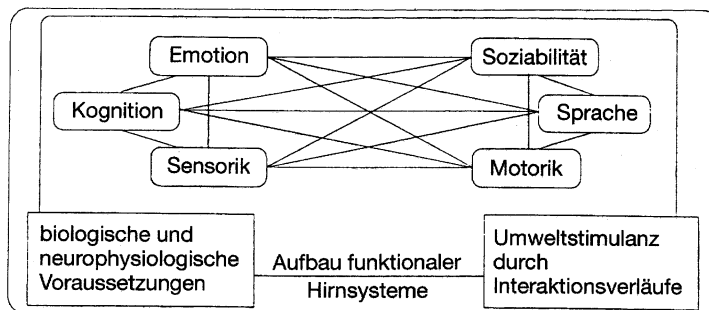 Emotion
Soziabilität
Kognition
Sprache
Sensorik
Motorik
biologische und
neurophysiologische
Voraussetzungen
Aufbau funktionaler
Hirnsysteme
Umweltstimulanz
durch
Interaktionsverläufe